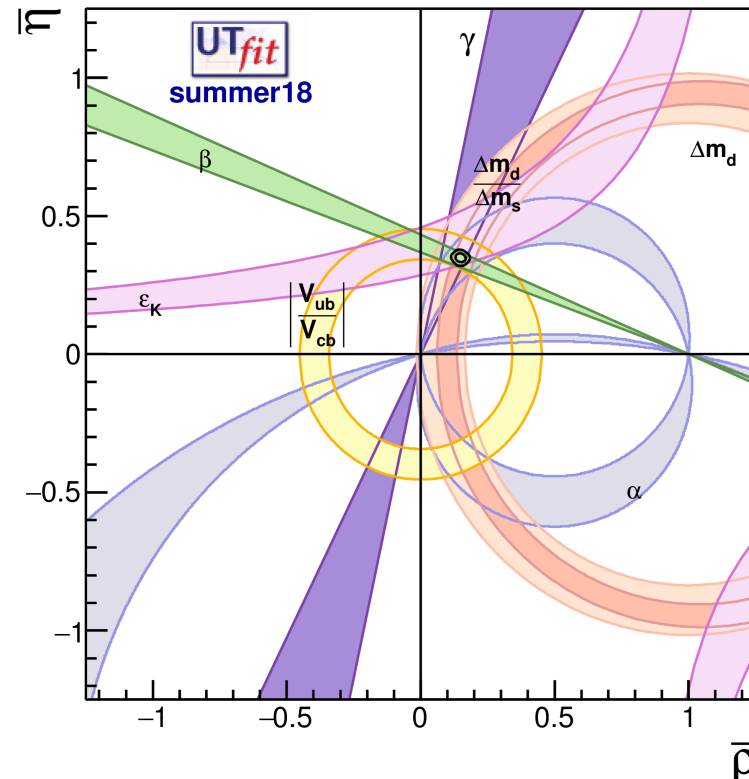 η̅
UTfit
summer18
γ
1
β
Δm_d
Δm_d
Δm_s
0.5
ε_K
|V_ub
V_cb|
0
−0.5
α
−1
−1
−0.5
0
0.5
1
ρ̅